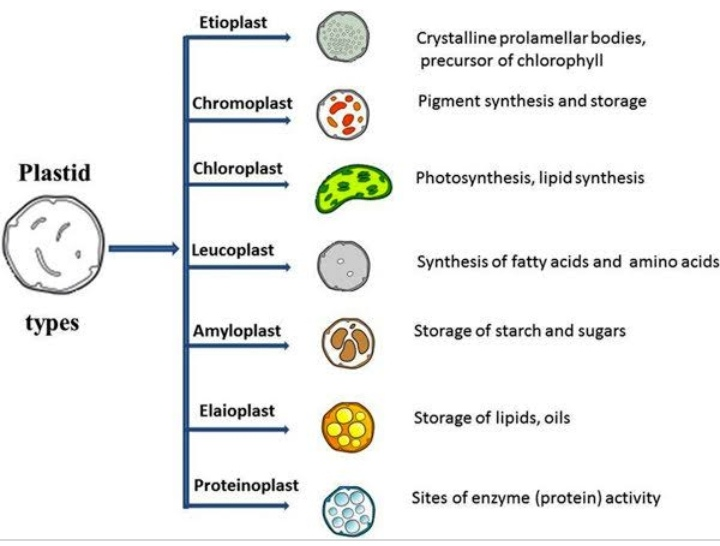 Plastid
types
Etioplast
Crystalline prolamellar bodies,
precursor of chlorophyll
Chromoplast
Pigment synthesis and storage
Chloroplast
Photosynthesis, lipid synthesis
Leucoplast
Synthesis of fatty acids and amino acids
Amyloplast
Storage of starch and sugars
Elaioplast
Storage of lipids, oils
Proteinoplast
Sites of enzyme (protein) activity